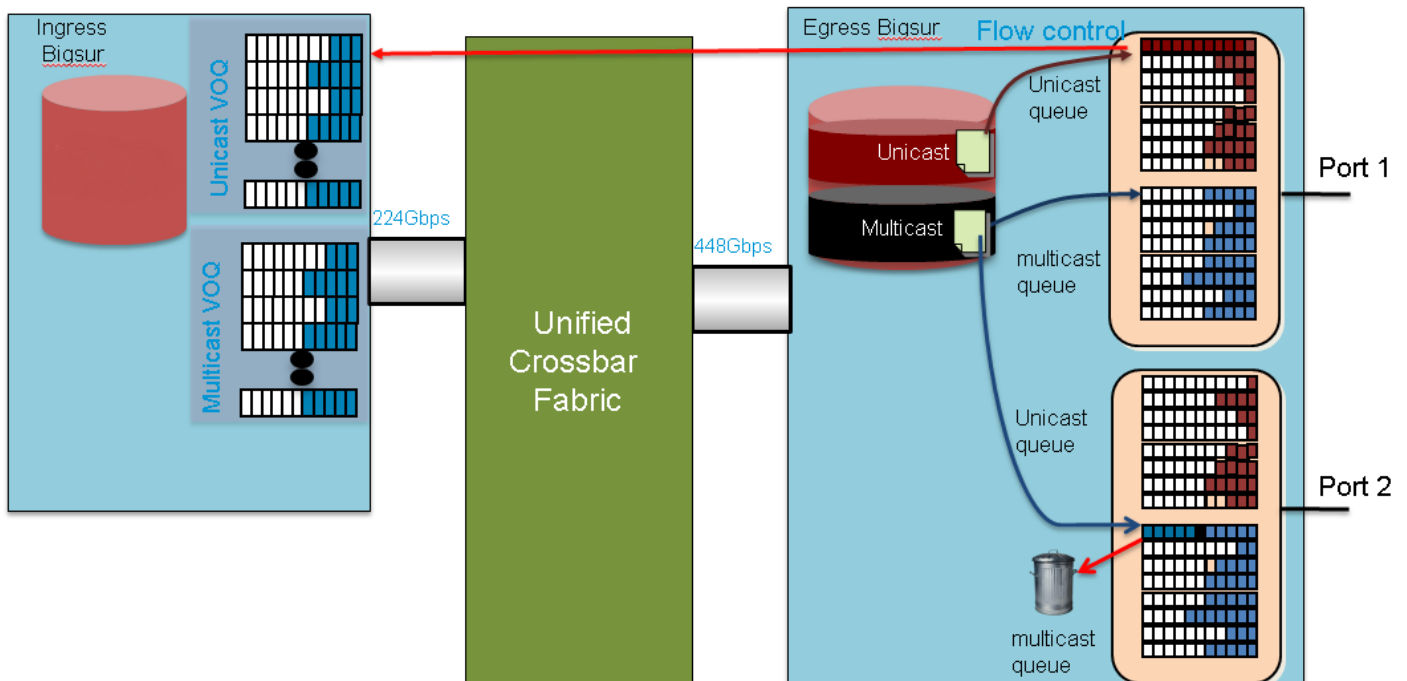 Ingress
Bigsur
Unicast VOQ
Multicast VOQ
224Gbps
Unified
Crossbar
Fabric
448Gbps
Egress Bigsur
Flow control
Unicast
queue
Unicast
Multicast
multicast
queue
Port 1
Unicast
queue
Port 2
multicast
queue